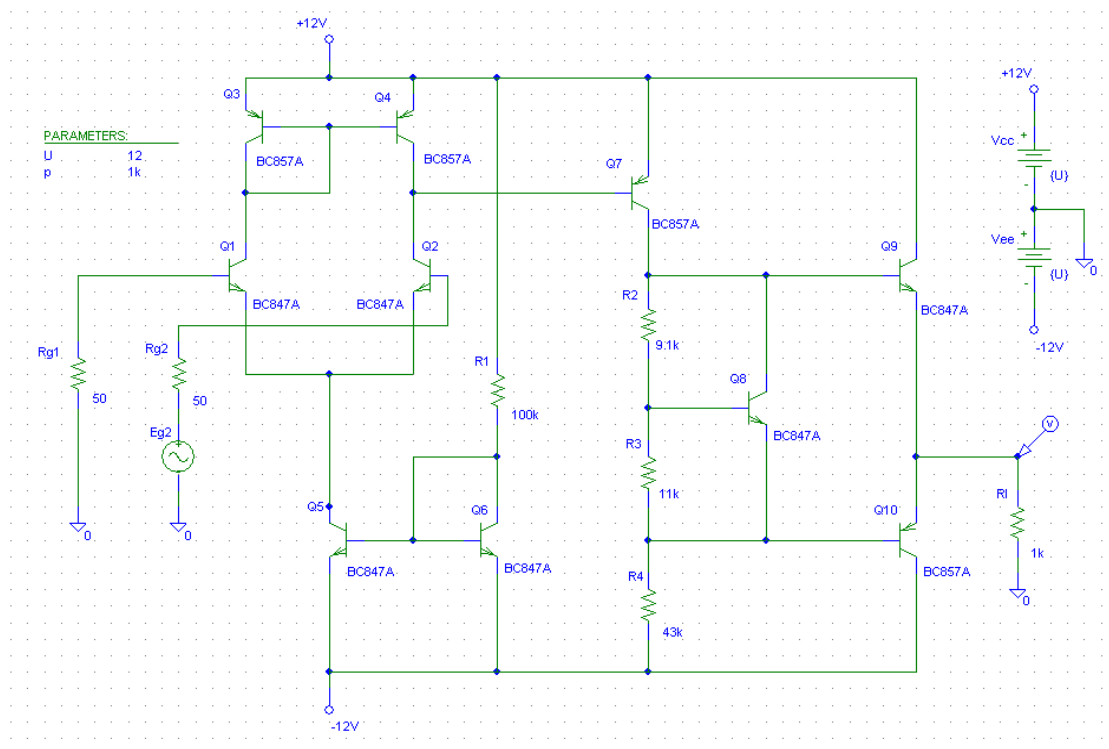 +12V
+12V
Q3
Q4
PARAMETERS:
U 12
p 1k
BC857A
BC857A
Vcc
+
{U}
-
Q7
BC857A
Q1
Q2
Q9
Vee
+
{U}
-
0
BC847A
BC847A
BC847A
R2
9.1k
-12V
Rg1
50
Rg2
50
R1
100k
Q8
BC847A
Eg2
+
-
V
R3
11k
Rl
1k
0
Q5
Q6
Q10
0
0
BC847A
BC847A
BC857A
R4
43k
-12V